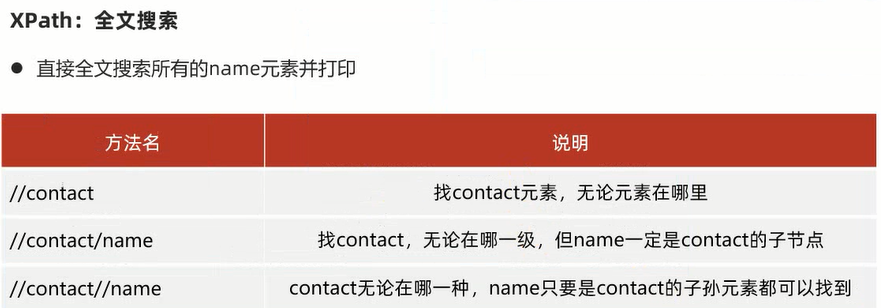 XPath：全文搜索
● 直接全文搜索所有的name元素并打印
方法名 说明
//contact 找contact元素，无论元素在哪里
//contact/name 找contact，无论在哪一级，但name一定是contact的子节点
//contact//name contact无论在哪一种，name只要是contact的子孙元素都可以找到